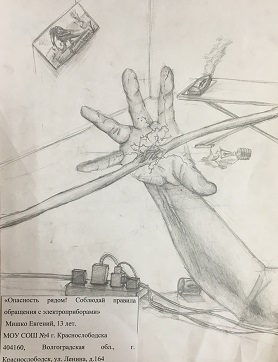 «Опасность рядом! Соблюдай правила
обращения с электроприборами»
Мишко Евгений, 13 лет.
МОУ СОШ №4 г. Краснослободска
404160, Волгоградская обл., г.
Краснослободск, ул. Ленина, д.164